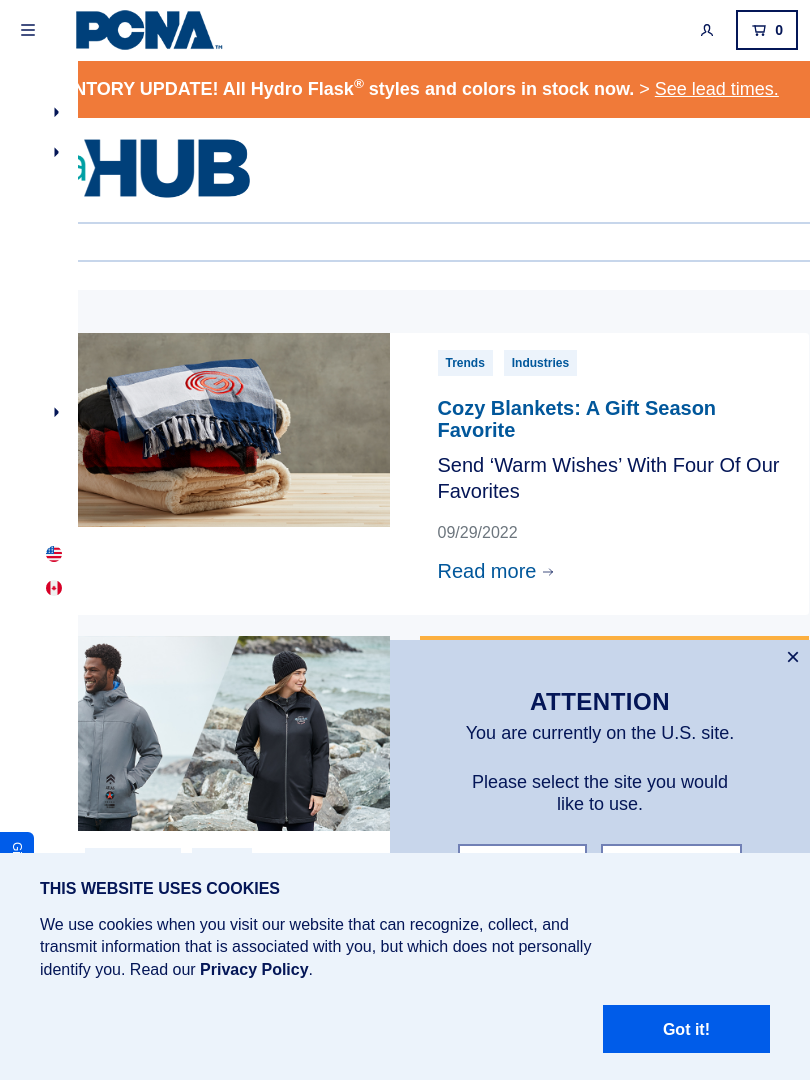 PCNA™
0
NTORY UPDATE! All Hydro Flask® styles and colors in stock now. > See lead times.
HUB
Trends Industries
Cozy Blankets: A Gift Season
Favorite
Send ‘Warm Wishes’ With Four Of Our
Favorites
09/29/2022
Read more →
ATTENTION
You are currently on the U.S. site.
Please select the site you would
like to use.
THIS WEBSITE USES COOKIES
We use cookies when you visit our website that can recognize, collect, and
transmit information that is associated with you, but which does not personally
identify you. Read our Privacy Policy.
Got it!